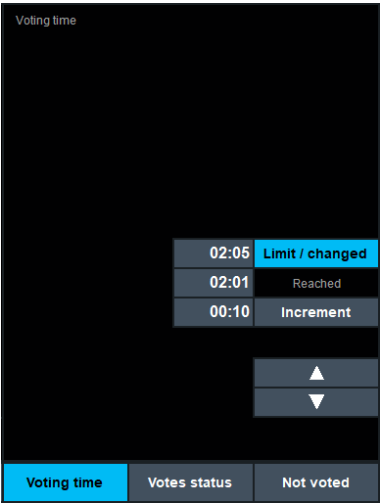 Voting time
02:05 Limit / changed
02:01 Reached
00:10 Increment
Voting time Votes status Not voted